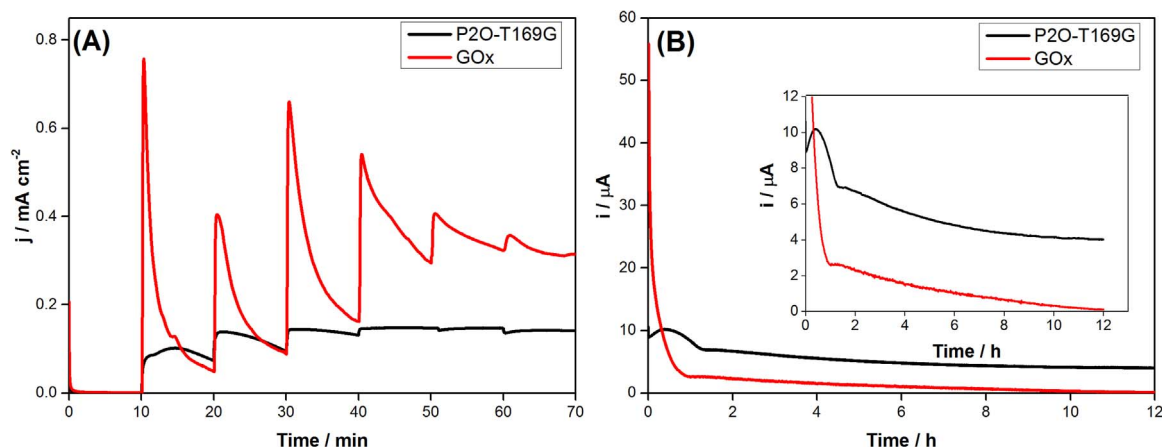 (A)
P2O-T169G
GOx
0.8
0.6
0.4
0.2
0.0
j / mA cm-2
0 10 20 30 40 50 60 70
Time / min
(B)
P2O-T169G
GOx
60
50
40
30
20
10
0
i / μA
0 2 4 6 8 10 12
Time / h
12
10
8
6
4
2
0
i / μA
0 2 4 6 8 10 12
Time / h